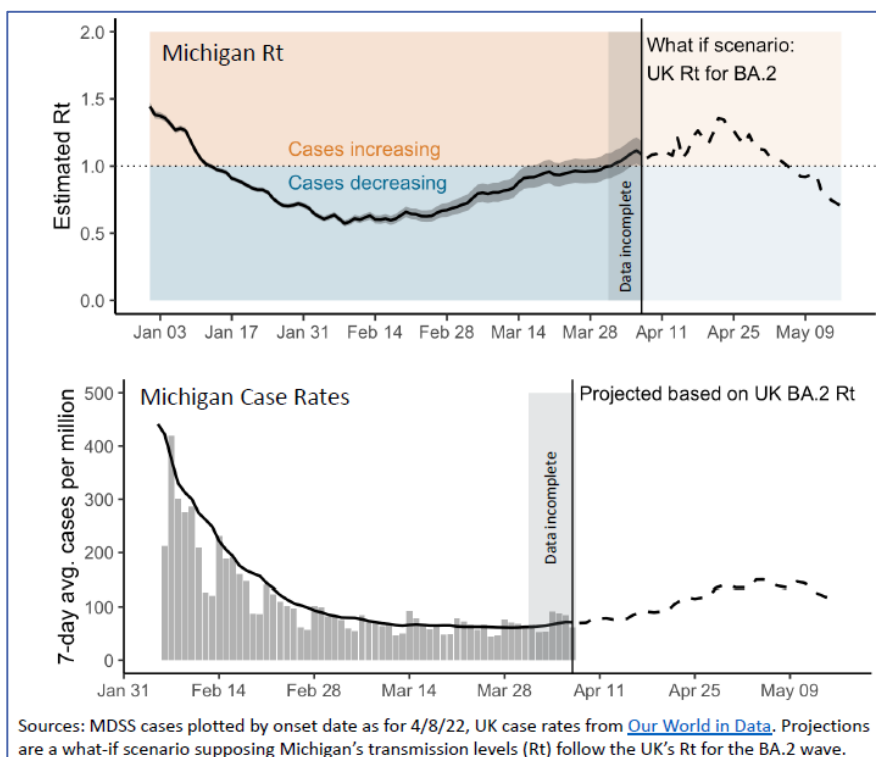 Michigan Rt
What if scenario:
UK Rt for BA.2
Estimated Rt
2.0
1.5
1.0
0.5
0.0
Cases increasing
Cases decreasing
Data incomplete
Jan 03 Jan 17 Jan 31 Feb 14 Feb 28 Mar 14 Mar 28 Apr 11 Apr 25 May 09
Michigan Case Rates
Projected based on UK BA.2 Rt
7-day avg. cases per million
500
400
300
200
100
0
Data incomplete
Jan 31 Feb 14 Feb 28 Mar 14 Mar 28 Apr 11 Apr 25 May 09
Sources: MDSS cases plotted by onset date as for 4/8/22, UK case rates from Our World in Data. Projections
are a what-if scenario supposing Michigan's transmission levels (Rt) follow the UK's Rt for the BA.2 wave.